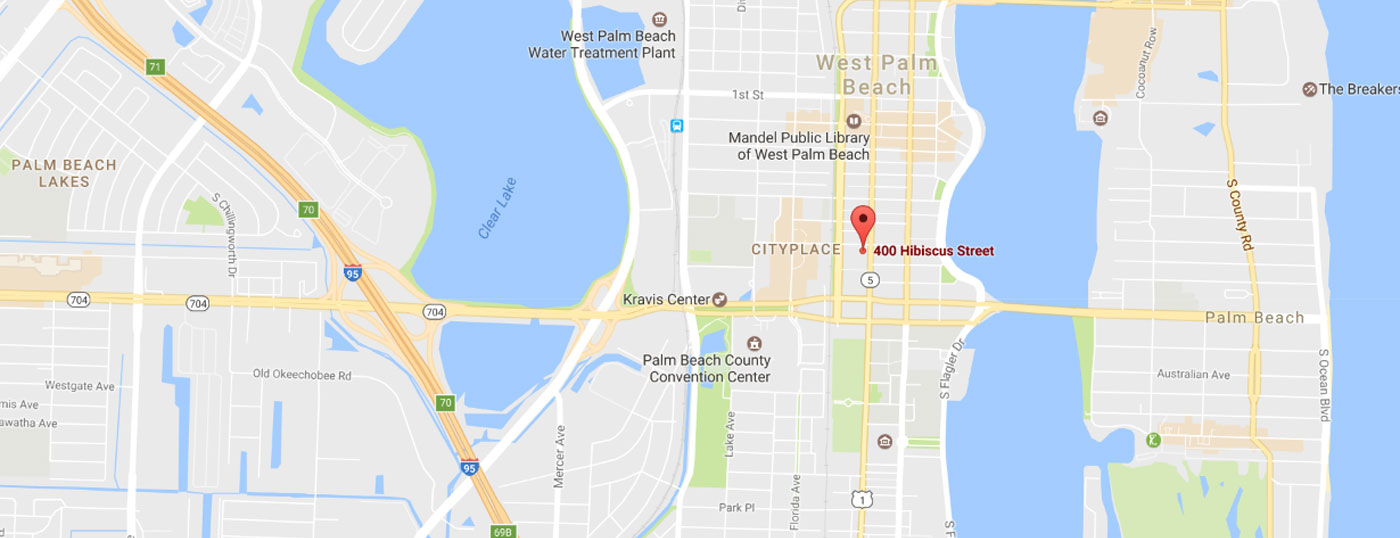 West Palm Beach
Water Treatment Plant
71
1st St
West Palm
Beach
Cocoanut Row
The Breakers
Mandel Public Library
of West Palm Beach
PALM BEACH
LAKES
S Chillingworth Dr
70
Clear Lake
S County Rd
CITYPLACE
400 Hibiscus Street
95
5
704
704
704
Kravis Center
Palm Beach
Palm Beach County
Convention Center
S Flagler Dr
S Ocean Blvd
Old Okeechobee Rd
Westgate Ave
Australian Ave
mis Ave
awatha Ave
70
Lake Ave
Mercer Ave
95
Florida Ave
1
Park Pl
69B
S F